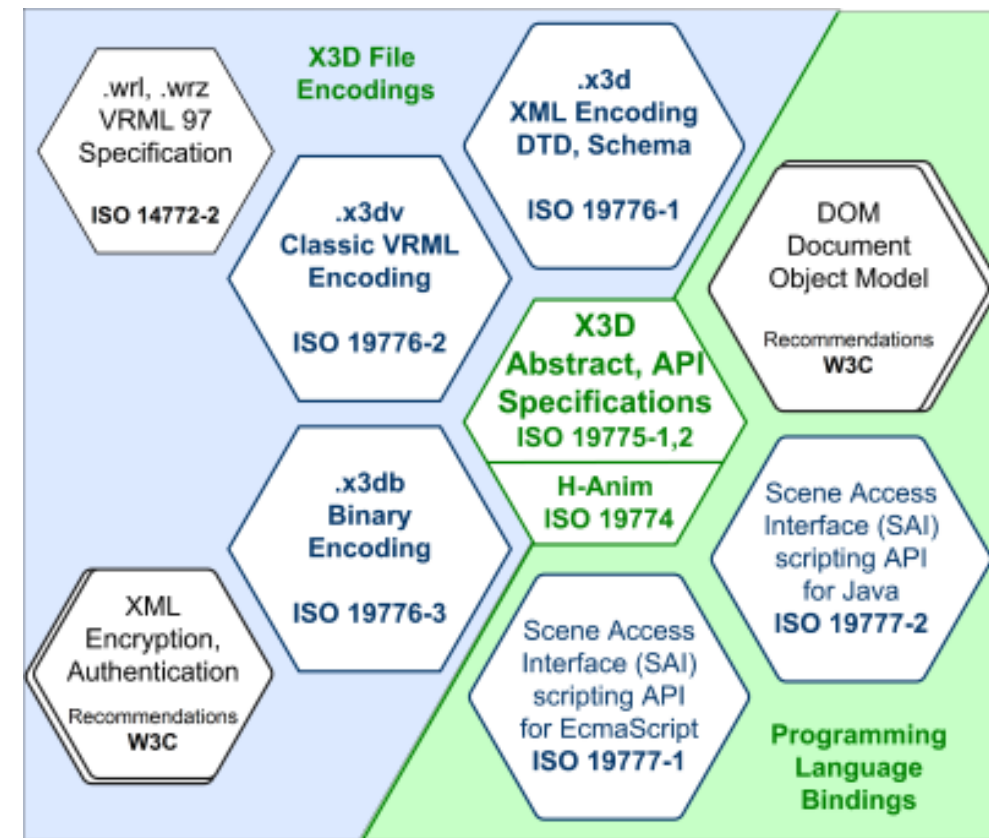 X3D File
Encodings
.wrl, .wrz
VRML 97
Specification
ISO 14772-2
.x3d
XML Encoding
DTD, Schema
ISO 19776-1
.x3dv
Classic VRML
Encoding
ISO 19776-2
DOM
Document
Object Model
Recommendations
W3C
X3D
Abstract, API
Specifications
ISO 19775-1,2
H-Anim
ISO 19774
.x3db
Binary
Encoding
ISO 19776-3
Scene Access
Interface (SAI)
scripting API
for Java
ISO 19777-2
XML
Encryption,
Authentication
Recommendations
W3C
Scene Access
Interface (SAI)
scripting API
for EcmaScript
ISO 19777-1
Programming
Language
Bindings